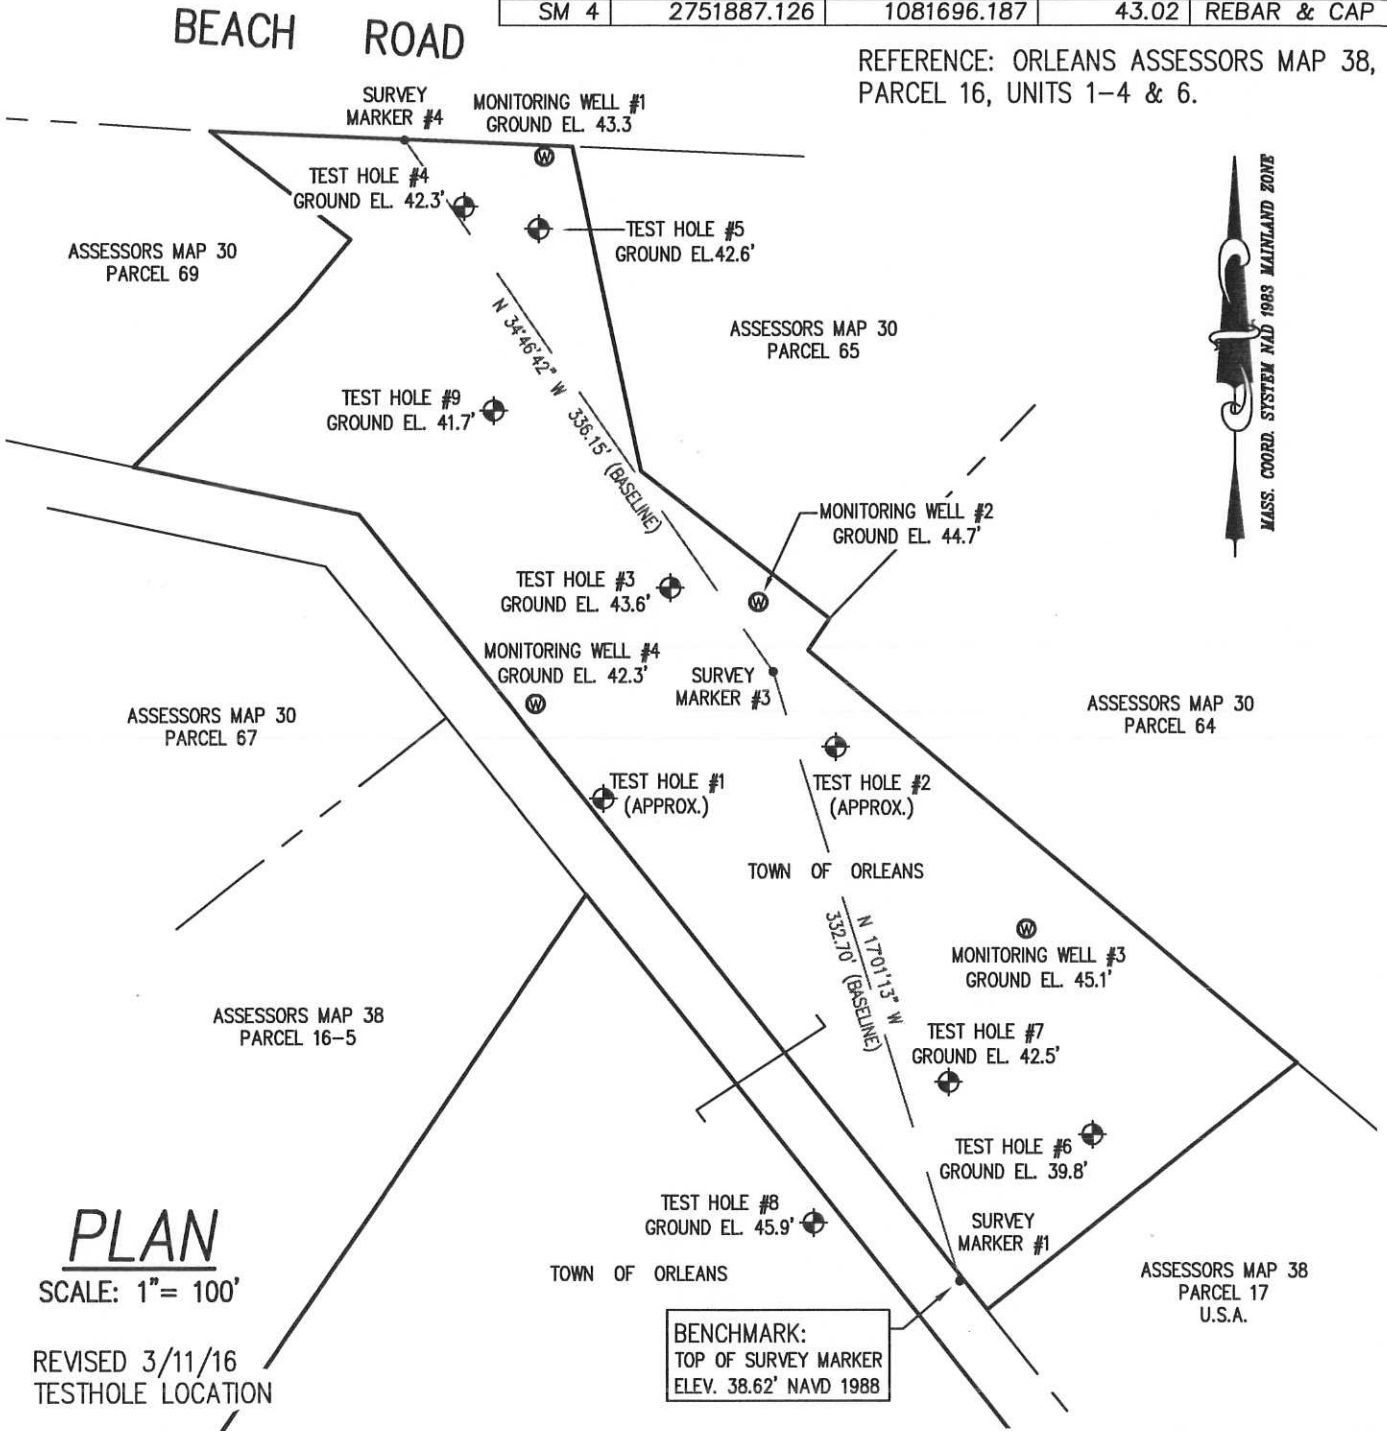 SM 4 2751887.126 1081696.187 43.02 REBAR & CAP
BEACH ROAD
REFERENCE: ORLEANS ASSESSORS MAP 38,
PARCEL 16, UNITS 1-4 & 6.
SURVEY
MARKER #4
MONITORING WELL #1
GROUND EL. 43.3
W
TEST HOLE #4
GROUND EL. 42.3'
TEST HOLE #5
GROUND EL.42.6'
ASSESSORS MAP 30
PARCEL 69
MASS. COORD. SYSTEM NAD 1983 MAINLAND ZONE
N 34°46'42" W 336.15' (BASELINE)
ASSESSORS MAP 30
PARCEL 65
TEST HOLE #9
GROUND EL. 41.7'
MONITORING WELL #2
GROUND EL. 44.7'
W
TEST HOLE #3
GROUND EL. 43.6'
MONITORING WELL #4
GROUND EL. 42.3'
W
SURVEY
MARKER #3
ASSESSORS MAP 30
PARCEL 67
ASSESSORS MAP 30
PARCEL 64
TEST HOLE #1
(APPROX.)
TEST HOLE #2
(APPROX.)
TOWN OF ORLEANS
N 17°01'13" W
332.70' (BASELINE)
W
MONITORING WELL #3
GROUND EL. 45.1'
ASSESSORS MAP 38
PARCEL 16-5
TEST HOLE #7
GROUND EL. 42.5'
TEST HOLE #6
GROUND EL. 39.8'
TEST HOLE #8
GROUND EL. 45.9'
SURVEY
MARKER #1
TOWN OF ORLEANS
ASSESSORS MAP 38
PARCEL 17
U.S.A.
PLAN
SCALE: 1"= 100'
BENCHMARK:
TOP OF SURVEY MARKER
ELEV. 38.62' NAVD 1988
REVISED 3/11/16
TESTHOLE LOCATION